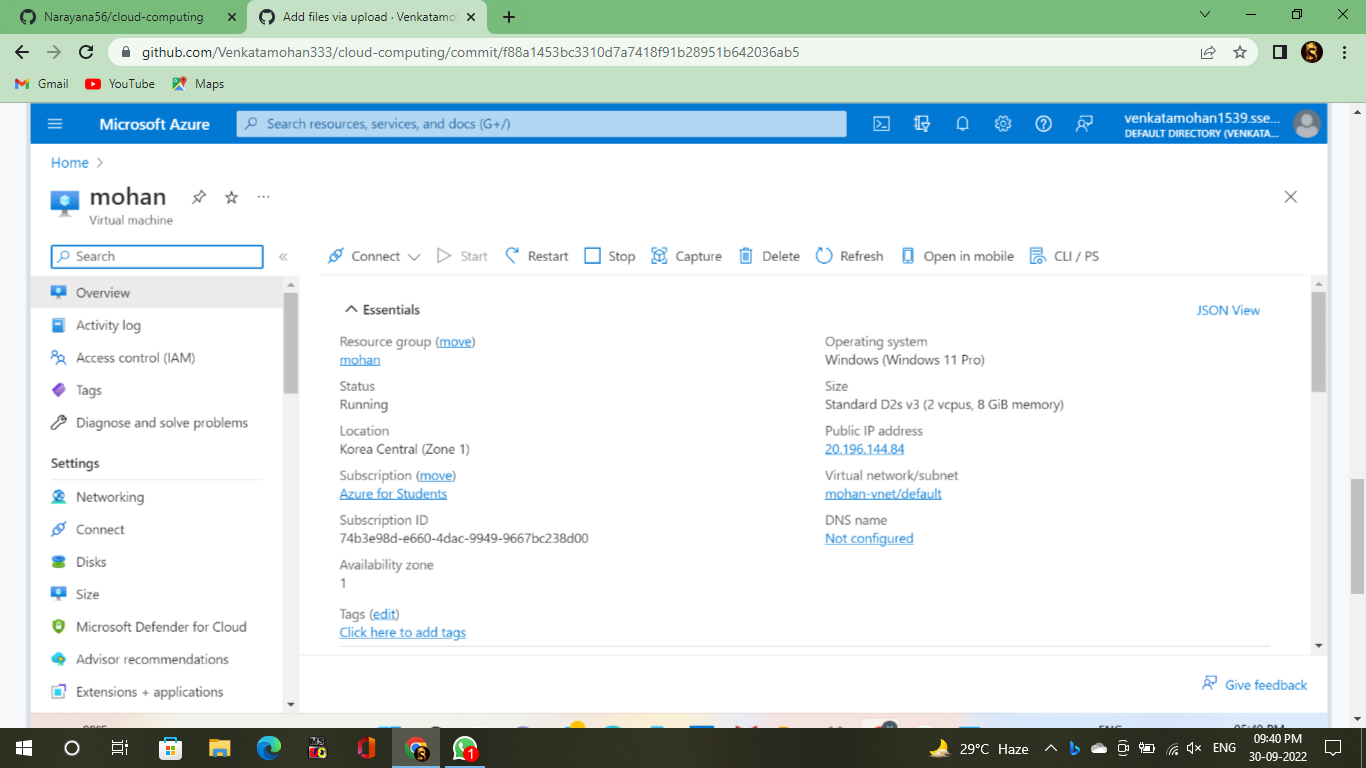 Narayana56/cloud-computing
Add files via upload · Venkatamo
github.com/Venkatamohan333/cloud-computing/commit/f88a1453bc3310d7a7418f91b28951b642036ab5
Gmail YouTube Maps
Microsoft Azure
Search resources, services, and docs (G+/)
venkatamohan1539.sse...
DEFAULT DIRECTORY (VENKATA...
Home
mohan
Virtual machine
Search
Connect Start Restart Stop Capture Delete Refresh Open in mobile CLI / PS
Overview
Activity log
Access control (IAM)
Tags
Diagnose and solve problems
Settings
Networking
Connect
Disks
Size
Microsoft Defender for Cloud
Advisor recommendations
Extensions + applications
Essentials
JSON View
Resource group (move)
mohan
Status
Running
Location
Korea Central (Zone 1)
Subscription (move)
Azure for Students
Subscription ID
74b3e98d-e660-4dac-9949-9667bc238d00
Availability zone
1
Tags (edit)
Click here to add tags
Operating system
Windows (Windows 11 Pro)
Size
Standard D2s v3 (2 vcpus, 8 GiB memory)
Public IP address
20.196.144.84
Virtual network/subnet
mohan-vnet/default
DNS name
Not configured
Give feedback
1
29°C Haze
ENG
09:40 PM
30-09-2022